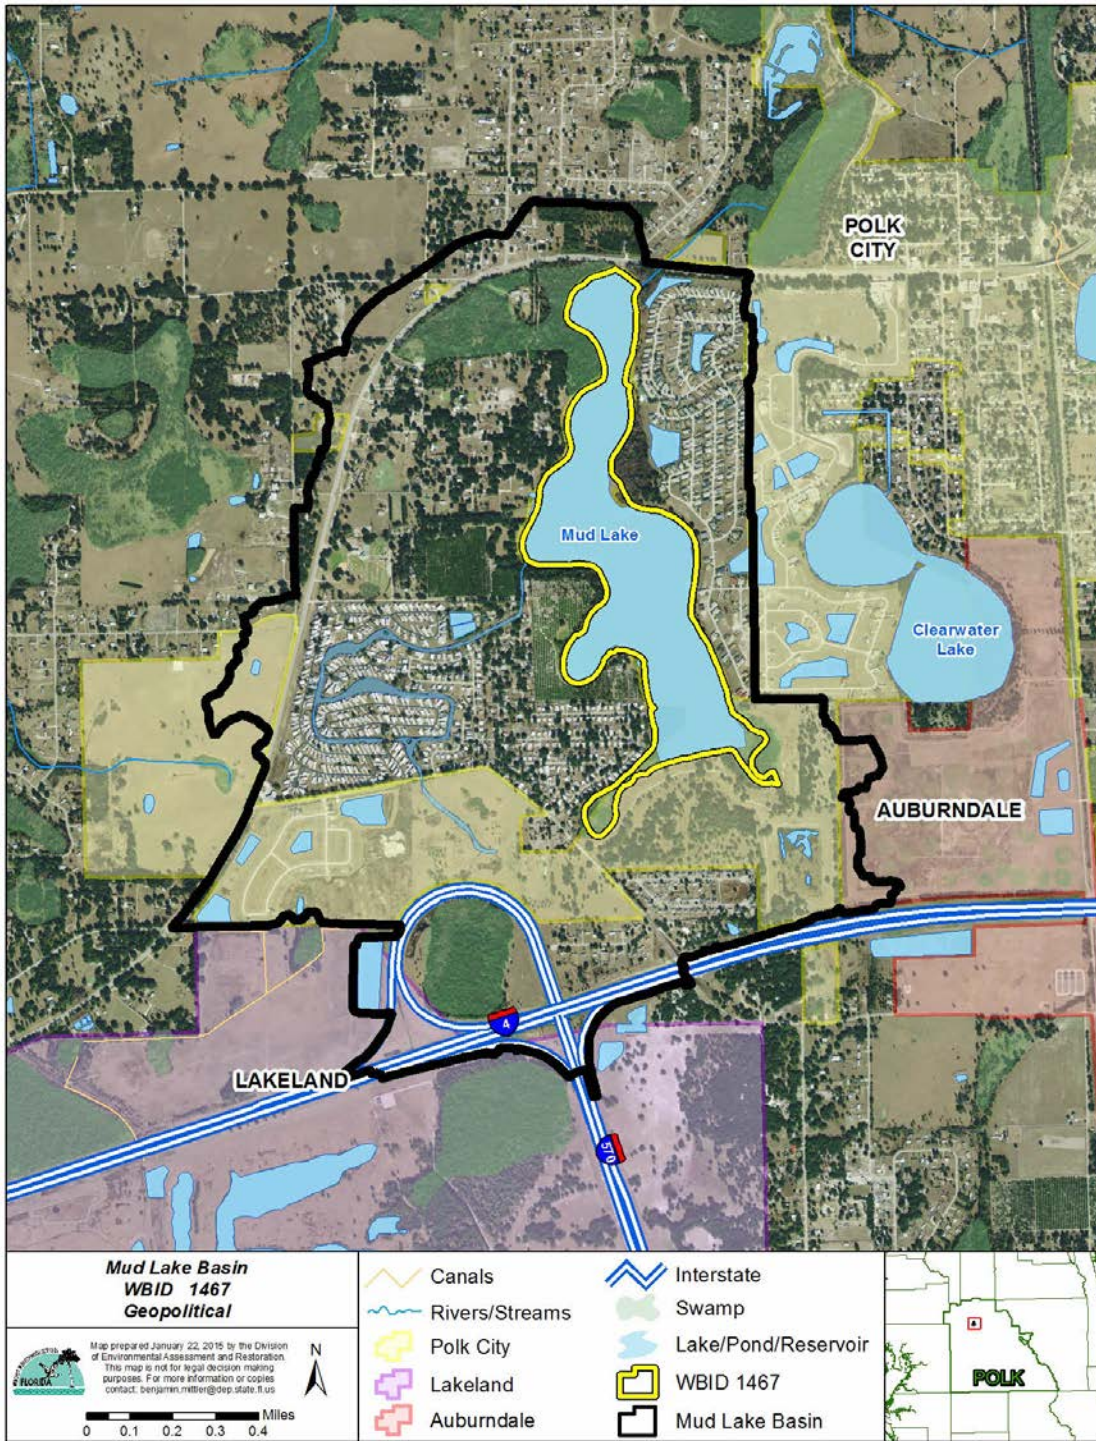 POLK
CITY
Mud Lake
Clearwater
Lake
AUBURNDALE
4
LAKELAND
570
Mud Lake Basin
WBID 1467
Geopolitical
FLORIDA
Map prepared January 22, 2015 by the Division
of Environmental Assessment and Restoration.
This map is not for legal decision making
purposes. For more information or copies
contact: benjamin.mittler@dep.state.fl.us
N
Miles
0 0.1 0.2 0.3 0.4
Canals
Rivers/Streams
Polk City
Lakeland
Auburndale
Interstate
Swamp
Lake/Pond/Reservoir
WBID 1467
Mud Lake Basin
POLK